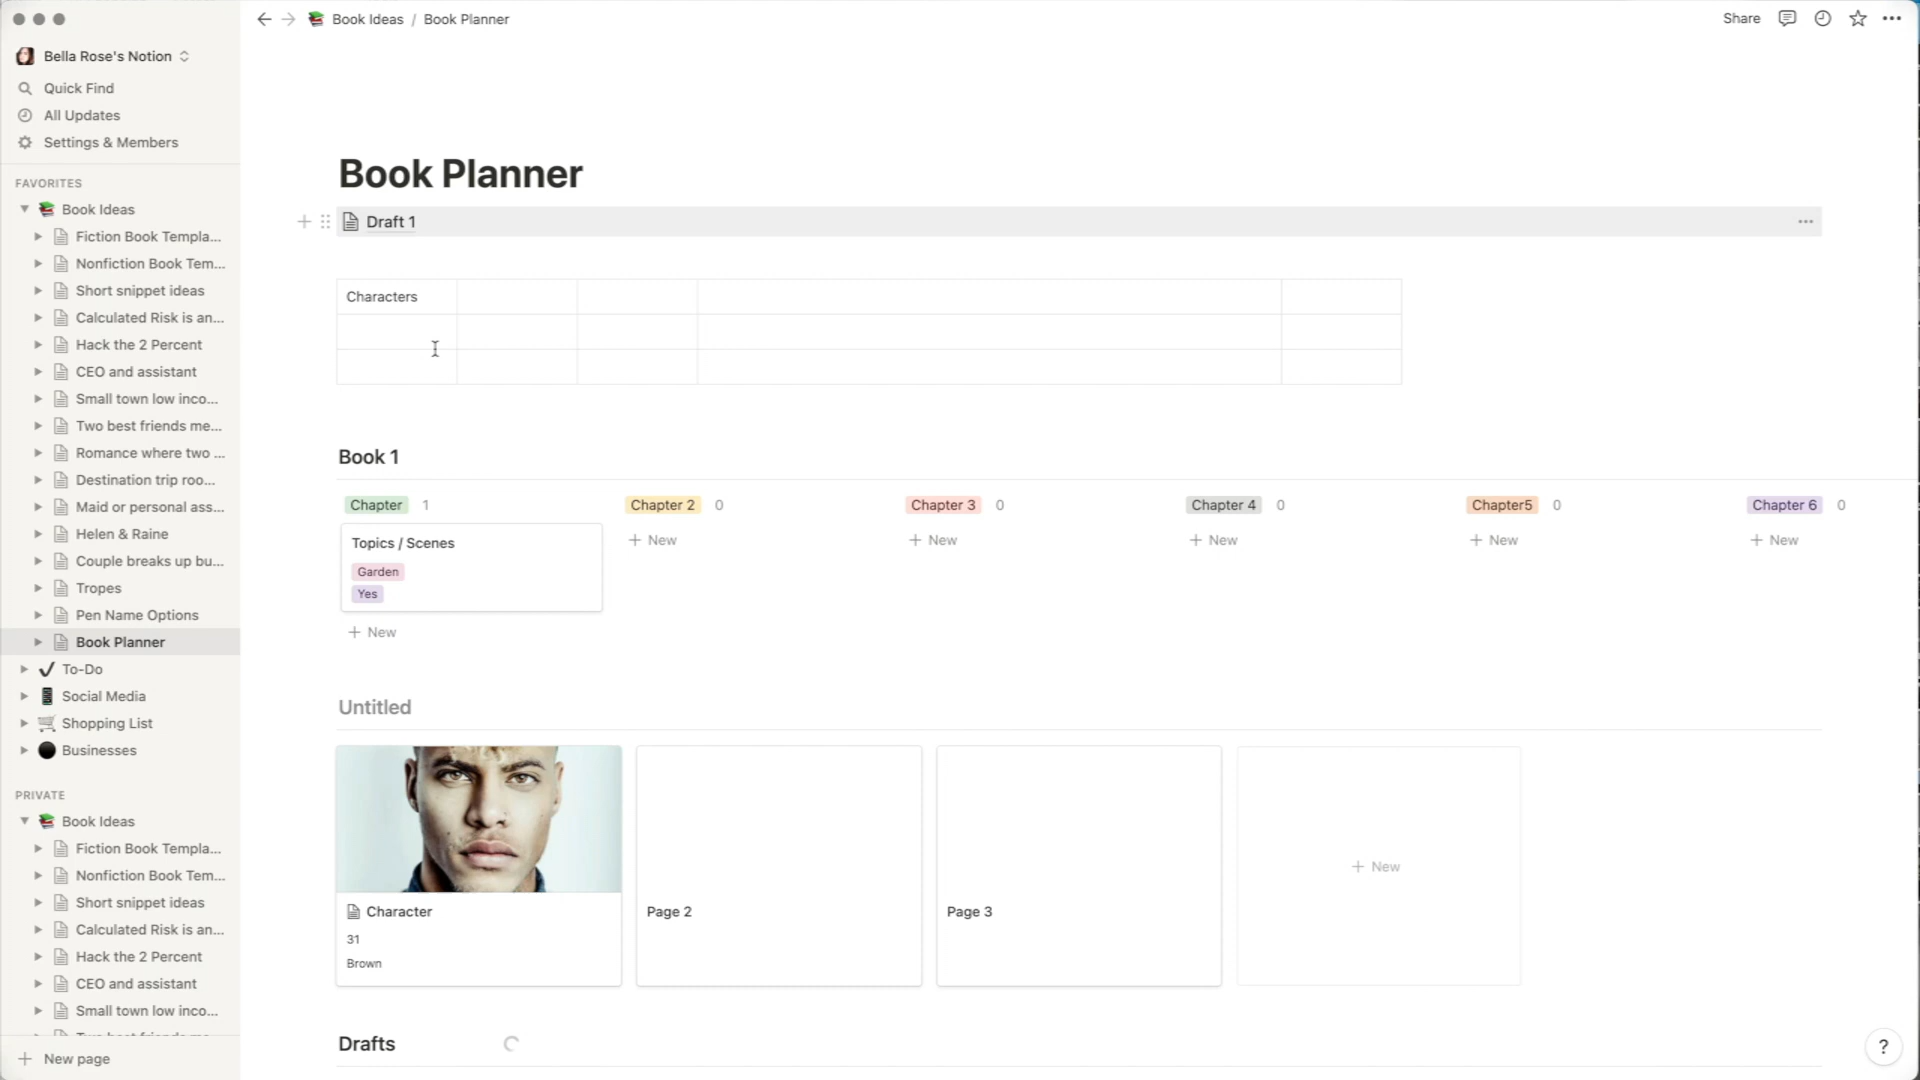 Book Ideas / Book Planner
Share
Bella Rose's Notion
Quick Find
All Updates
Settings & Members
FAVORITES
Book Ideas
Fiction Book Templa...
Nonfiction Book Tem...
Short snippet ideas
Calculated Risk is an...
Hack the 2 Percent
CEO and assistant
Small town low inco...
Two best friends me...
Romance where two ...
Destination trip roo...
Maid or personal ass...
Helen & Raine
Couple breaks up bu...
Tropes
Pen Name Options
Book Planner
To-Do
Social Media
Shopping List
Businesses
PRIVATE
Book Ideas
Fiction Book Templa...
Nonfiction Book Tem...
Short snippet ideas
Calculated Risk is an...
Hack the 2 Percent
CEO and assistant
Small town low inco...
New page
Book Planner
Draft 1
Characters
Book 1
Chapter 1
Chapter 2 0
Chapter 3 0
Chapter 4 0
Chapter5 0
Chapter 6 0
Topics / Scenes
Garden
Yes
+ New
+ New
+ New
+ New
+ New
+ New
Untitled
Character
31
Brown
Page 2
Page 3
+ New
Drafts
?